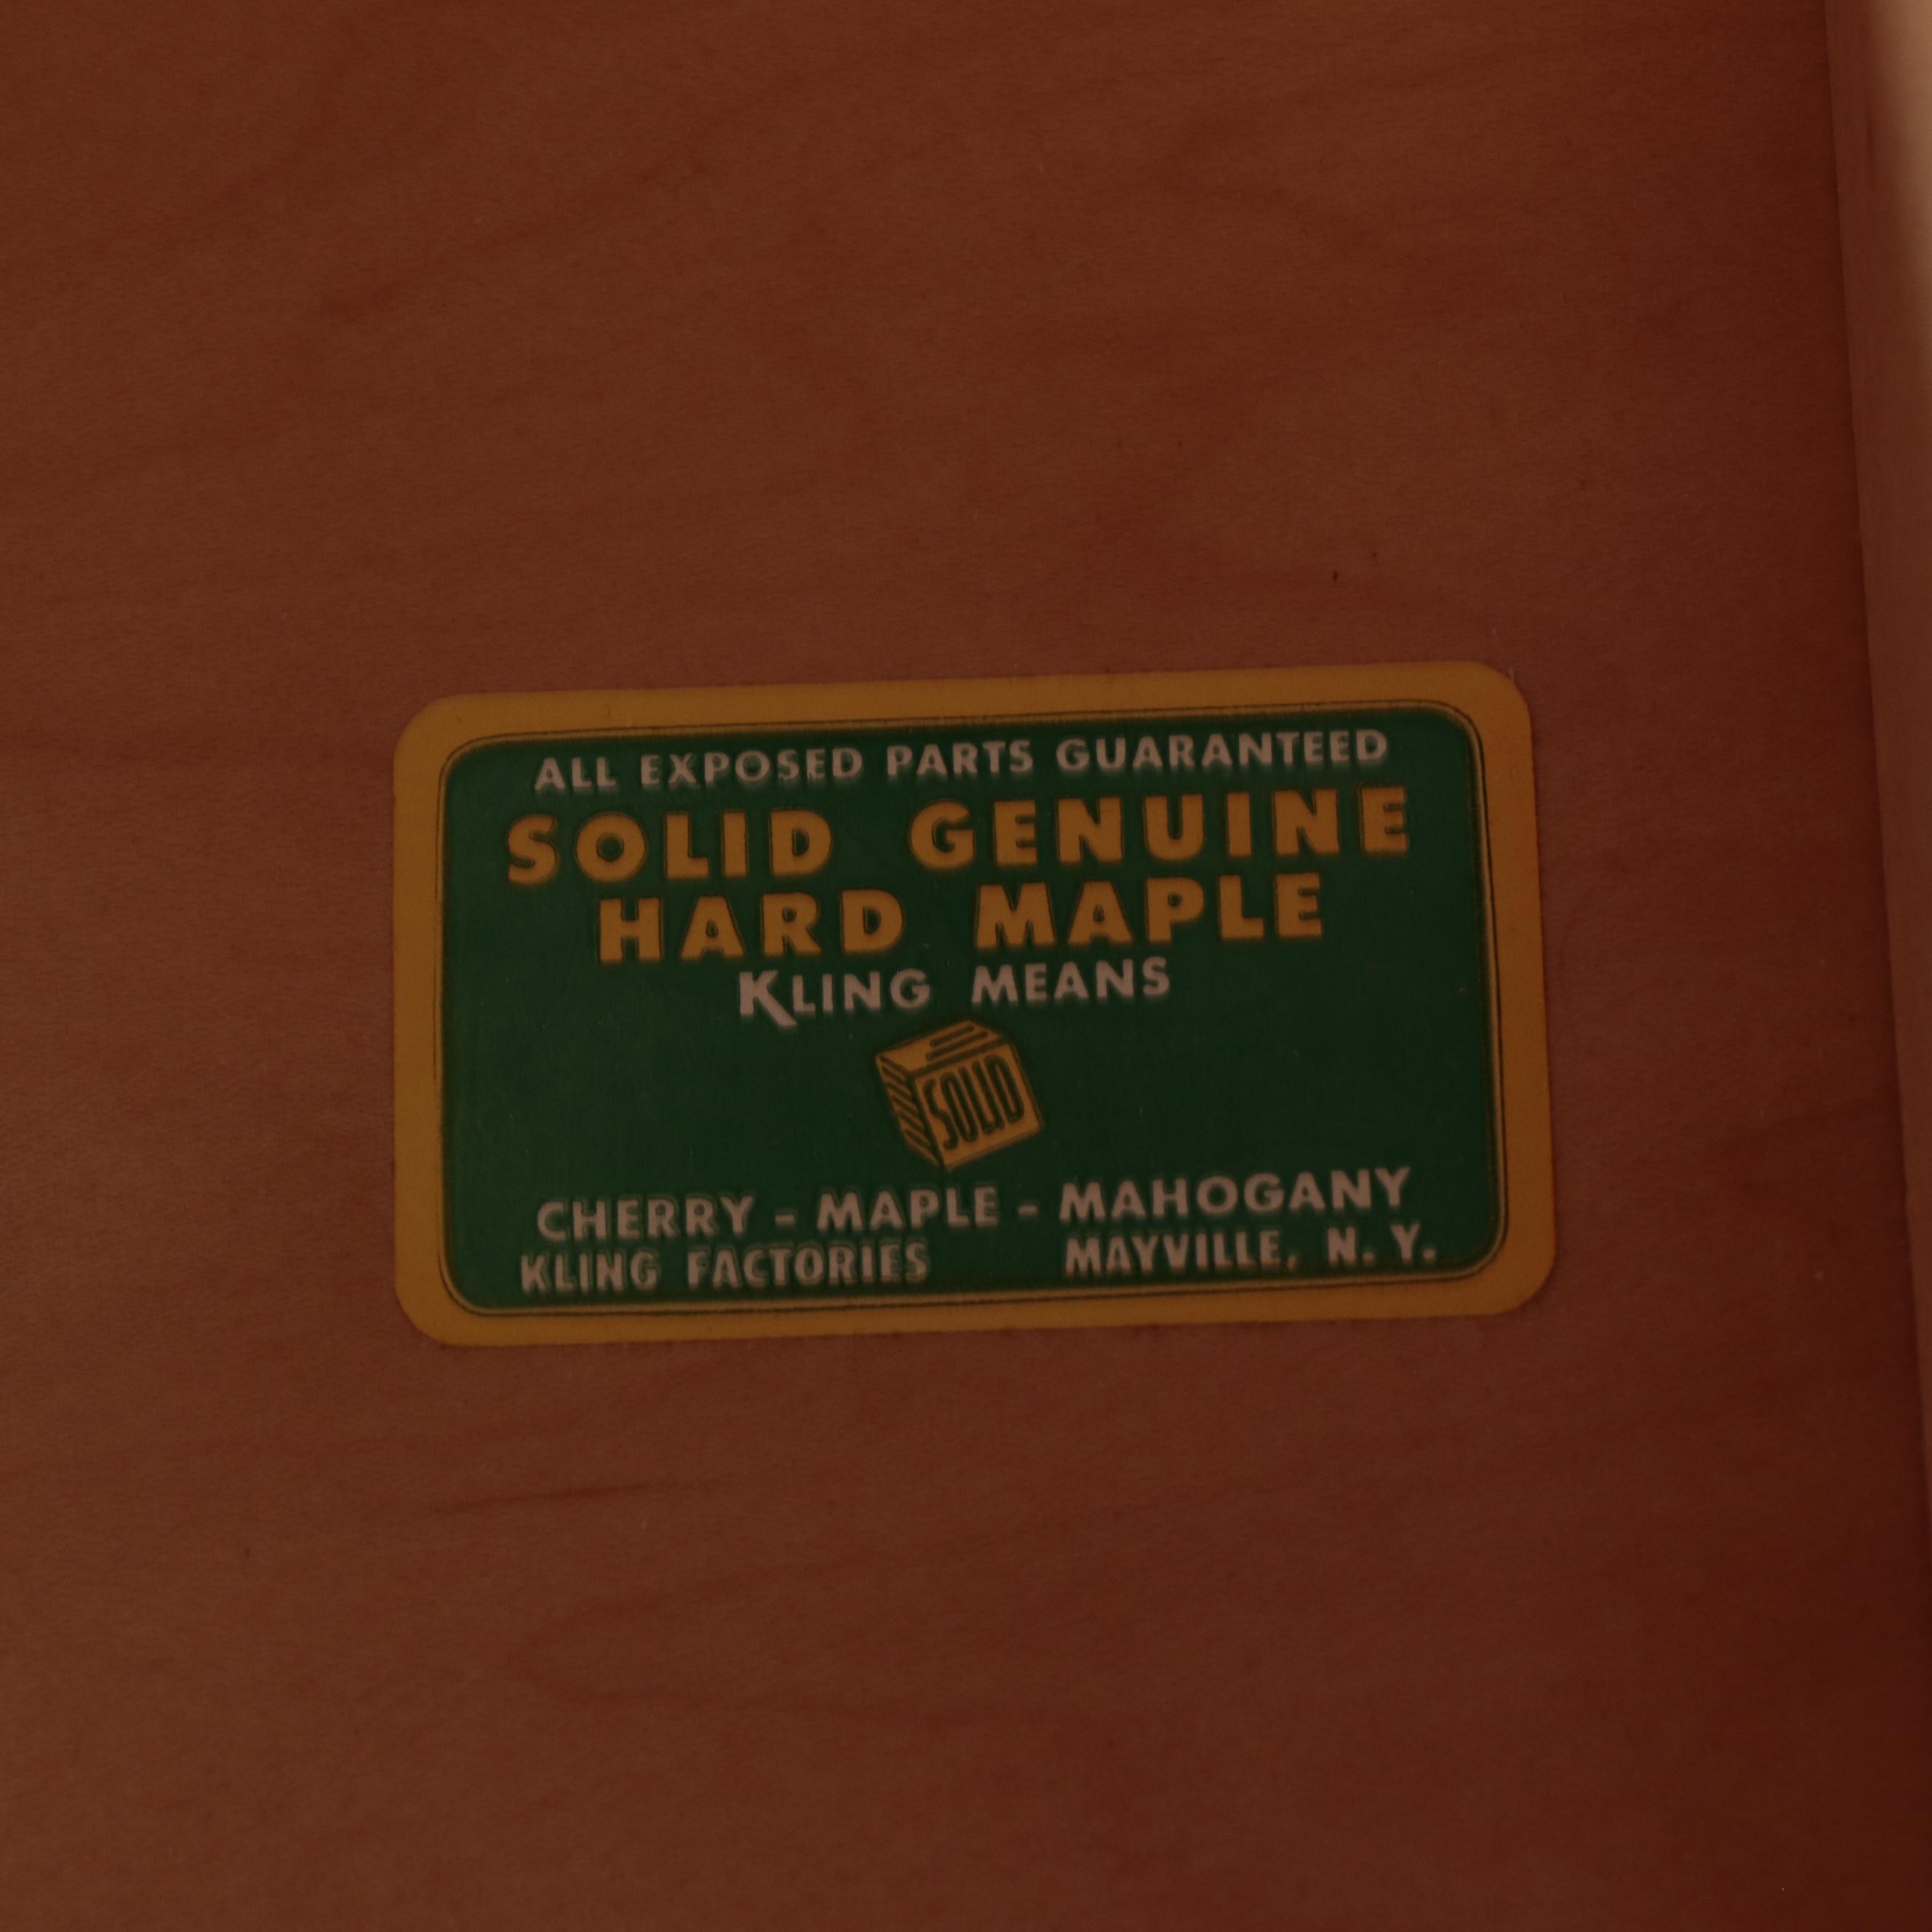 ALL EXPOSED PARTS GUARANTEED
SOLID GENUINE
HARD MAPLE
KLING MEANS
SOLID
CHERRY - MAPLE - MAHOGANY
KLING FACTORIES MAYVILLE, N. Y.